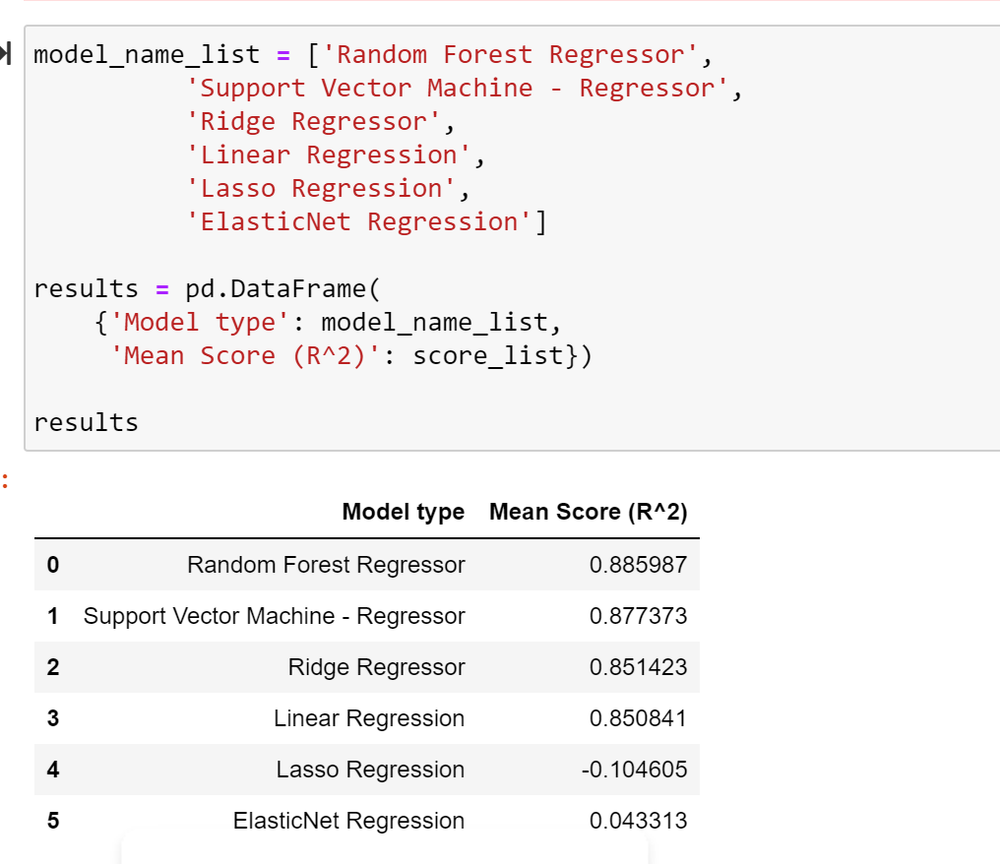 model_name_list = ['Random Forest Regressor',
'Support Vector Machine - Regressor',
'Ridge Regressor',
'Linear Regression',
'Lasso Regression',
'ElasticNet Regression']
results = pd.DataFrame(
{'Model type': model_name_list,
'Mean Score (R^2)': score_list})
results
:
Model type Mean Score (R^2)
0 Random Forest Regressor 0.885987
1 Support Vector Machine - Regressor 0.877373
2 Ridge Regressor 0.851423
3 Linear Regression 0.850841
4 Lasso Regression -0.104605
5 ElasticNet Regression 0.043313